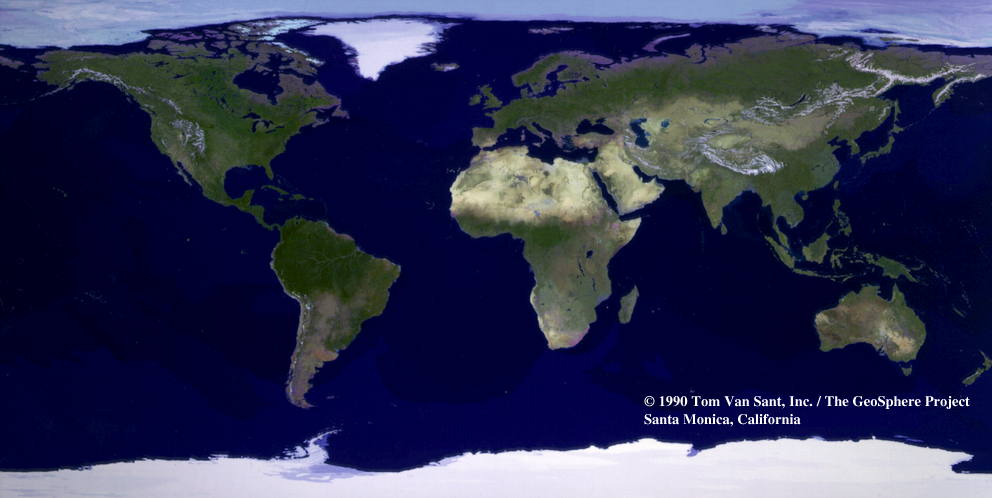 © 1990 Tom Van Sant, Inc. / The GeoSphere Project
Santa Monica, California